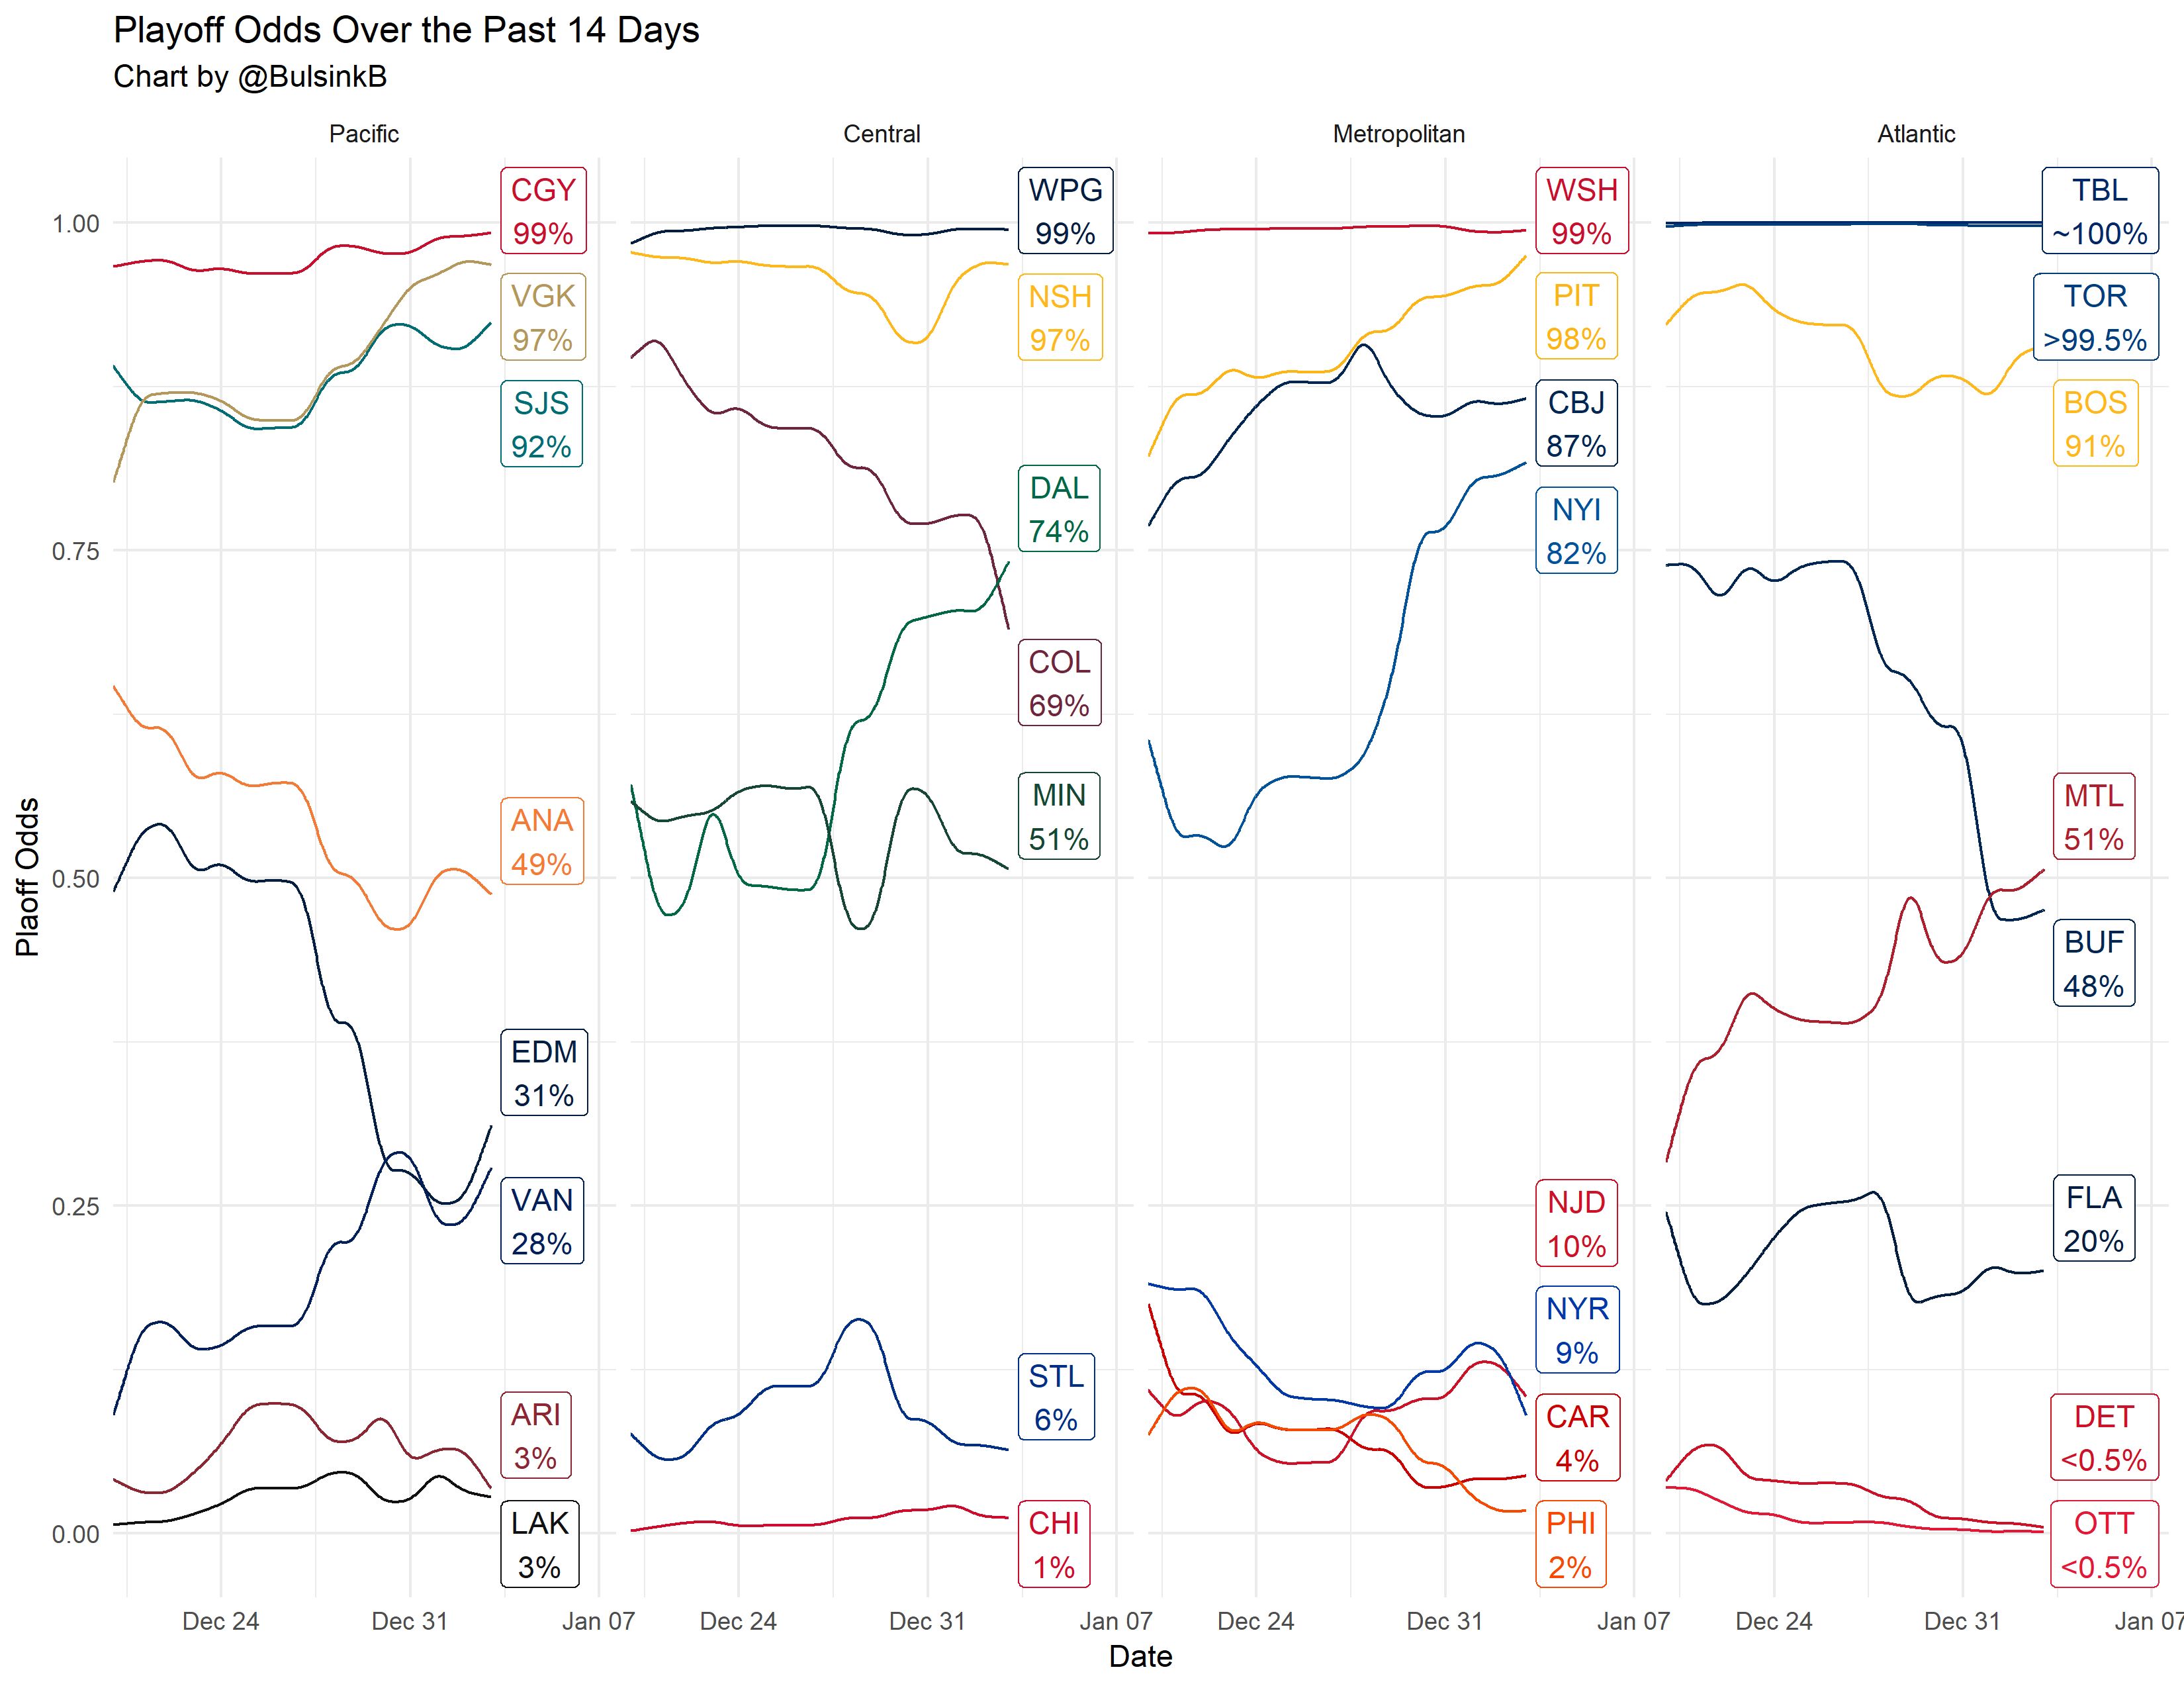 Playoff Odds Over the Past 14 Days
Chart by @BulsinkB
Pacific
Central
Metropolitan
Atlantic
Plaoff Odds
1.00
0.75
0.50
0.25
0.00
CGY
99%
VGK
97%
SJS
92%
ANA
49%
EDM
31%
VAN
28%
ARI
3%
LAK
3%
WPG
99%
NSH
97%
DAL
74%
COL
69%
MIN
51%
STL
6%
CHI
1%
WSH
99%
PIT
98%
CBJ
87%
NYI
82%
NJD
10%
NYR
9%
CAR
4%
PHI
2%
TBL
~100%
TOR
>99.5%
BOS
91%
MTL
51%
BUF
48%
FLA
20%
DET
<0.5%
OTT
<0.5%
Dec 24 Dec 31 Jan 07 Dec 24 Dec 31 Jan 07 Dec 24 Dec 31 Jan 07 Dec 24 Dec 31 Jan 07
Date